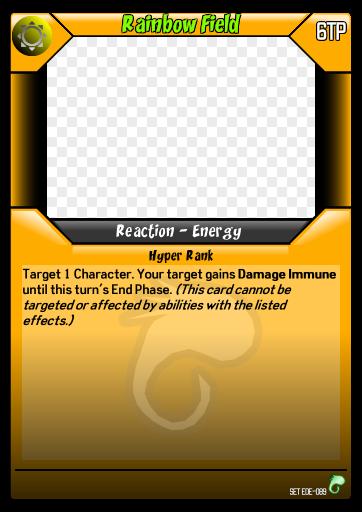 Rainbow Field
6TP
Reaction - Energy
Hyper Rank
Target 1 Character. Your target gains Damage Immune
until this turn's End Phase. (This card cannot be
targeted or affected by abilities with the listed
effects.)
SET EOE-089